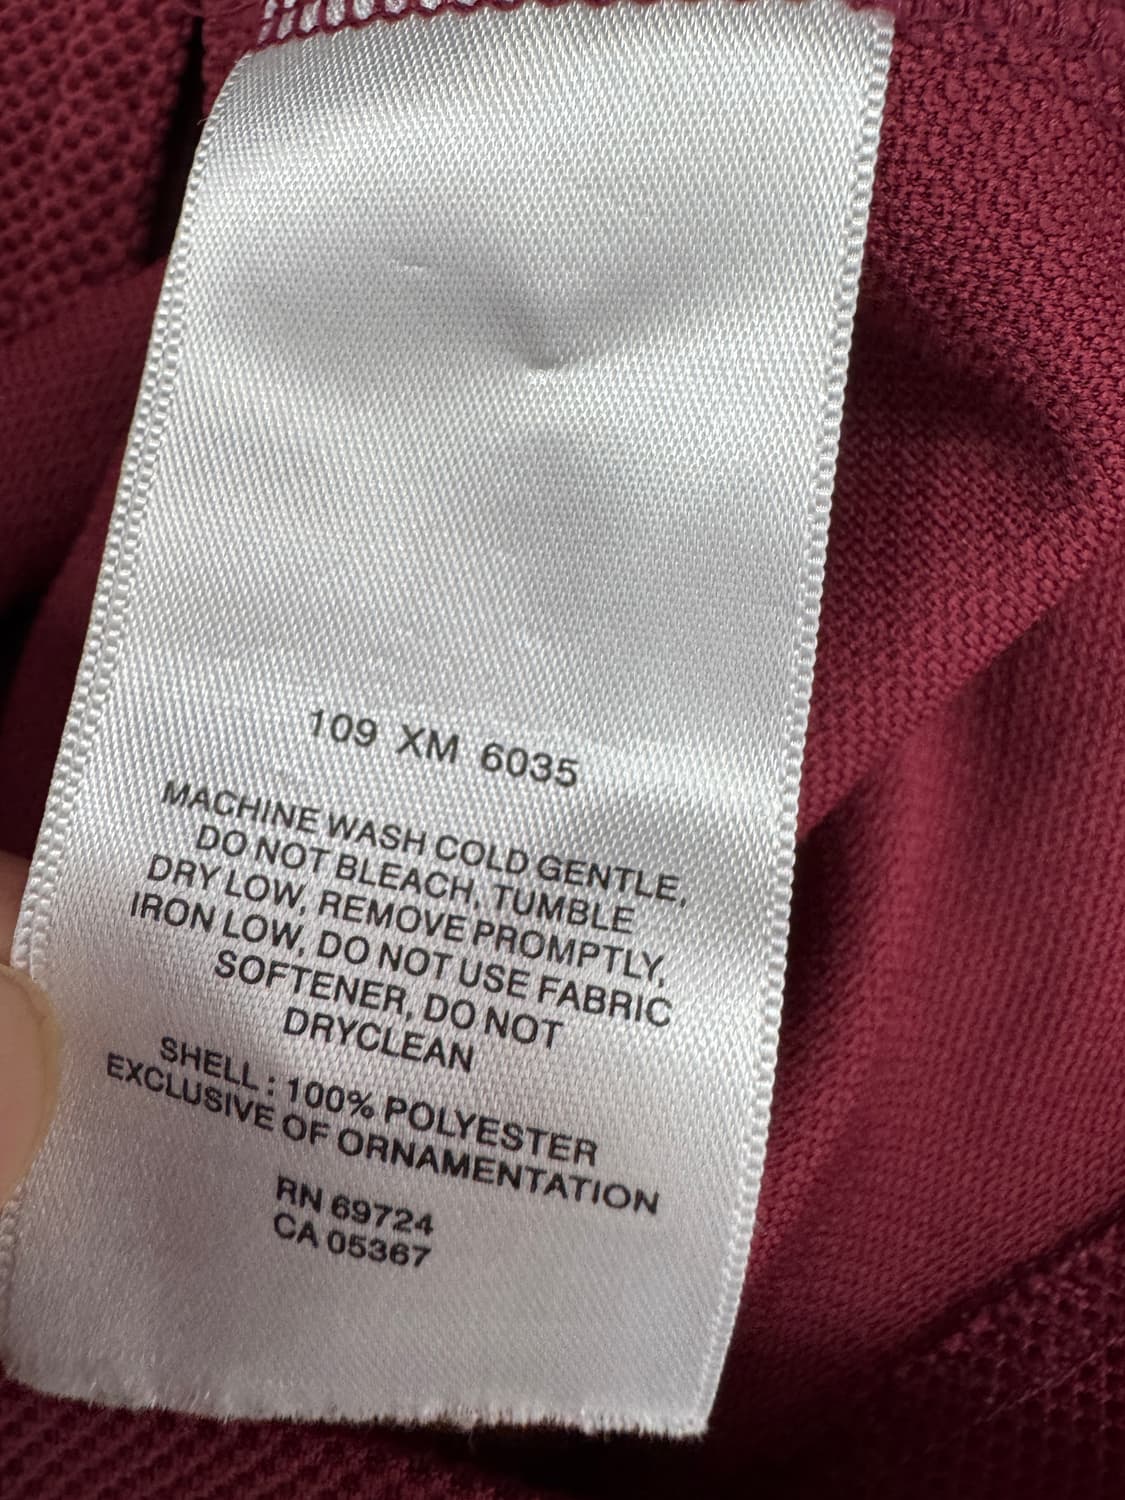 109 XM 6035
MACHINE WASH COLD GENTLE,
DO NOT BLEACH, TUMBLE
DRY LOW, REMOVE PROMPTLY,
IRON LOW, DO NOT USE FABRIC
SOFTENER, DO NOT
DRYCLEAN
SHELL: 100% POLYESTER
EXCLUSIVE OF ORNAMENTATION
RN 69724
CA 05367